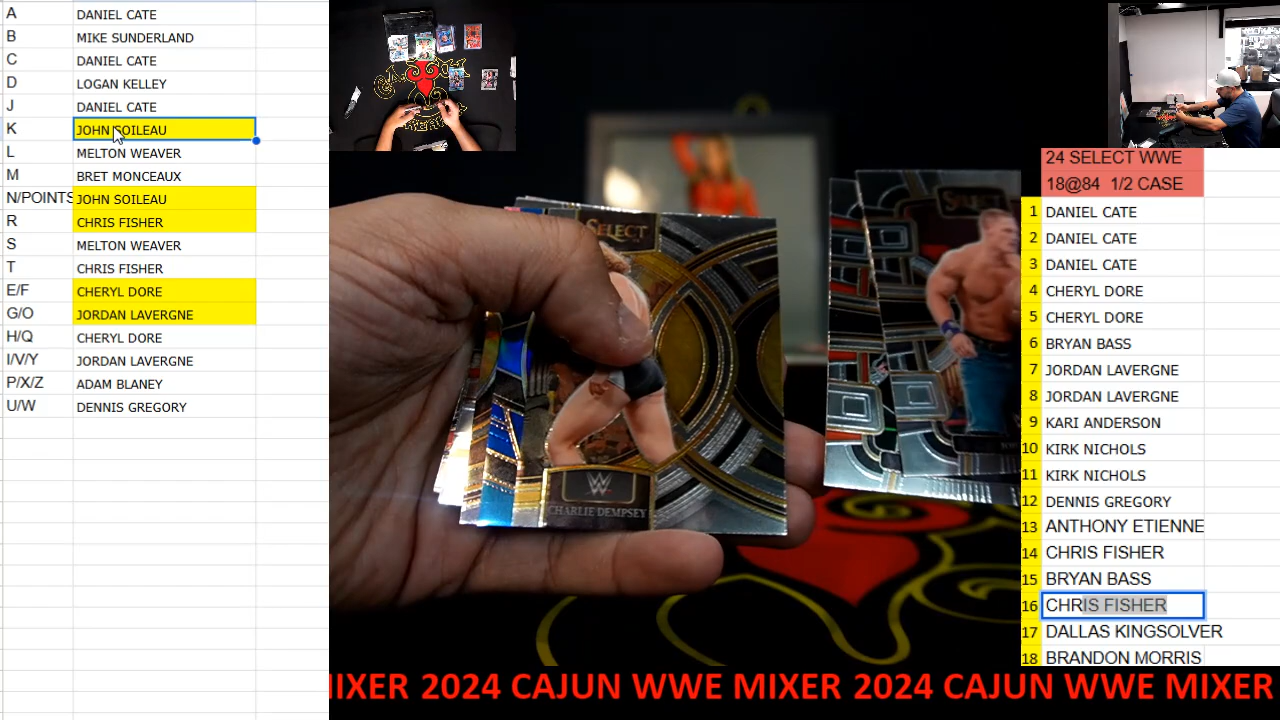 A DANIEL CATE
B MIKE SUNDERLAND
C DANIEL CATE
D LOGAN KELLEY
J DANIEL CATE
K JOHN SOILEAU
L MELTON WEAVER
M BRET MONCEAUX
N/POINTS JOHN SOILEAU
R CHRIS FISHER
S MELTON WEAVER
T CHRIS FISHER
E/F CHERYL DORE
G/O JORDAN LAVERGNE
H/Q CHERYL DORE
I/V/Y JORDAN LAVERGNE
P/X/Z ADAM BLANEY
U/W DENNIS GREGORY
SELECT
W
CHARLIE DEMPSEY
SELECT
24 SELECT WWE
18@84 1/2 CASE
1 DANIEL CATE
2 DANIEL CATE
3 DANIEL CATE
4 CHERYL DORE
5 CHERYL DORE
6 BRYAN BASS
7 JORDAN LAVERGNE
8 JORDAN LAVERGNE
9 KARI ANDERSON
10 KIRK NICHOLS
11 KIRK NICHOLS
12 DENNIS GREGORY
13 ANTHONY ETIENNE
14 CHRIS FISHER
15 BRYAN BASS
16 CHRIS FISHER
17 DALLAS KINGSOLVER
18 BRANDON MORRIS
MIXER 2024 CAJUN WWE MIXER 2024 CAJUN WWE MIXER